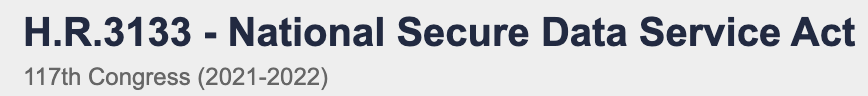 H.R.3133 - National Secure Data Service Act
117th Congress (2021-2022)